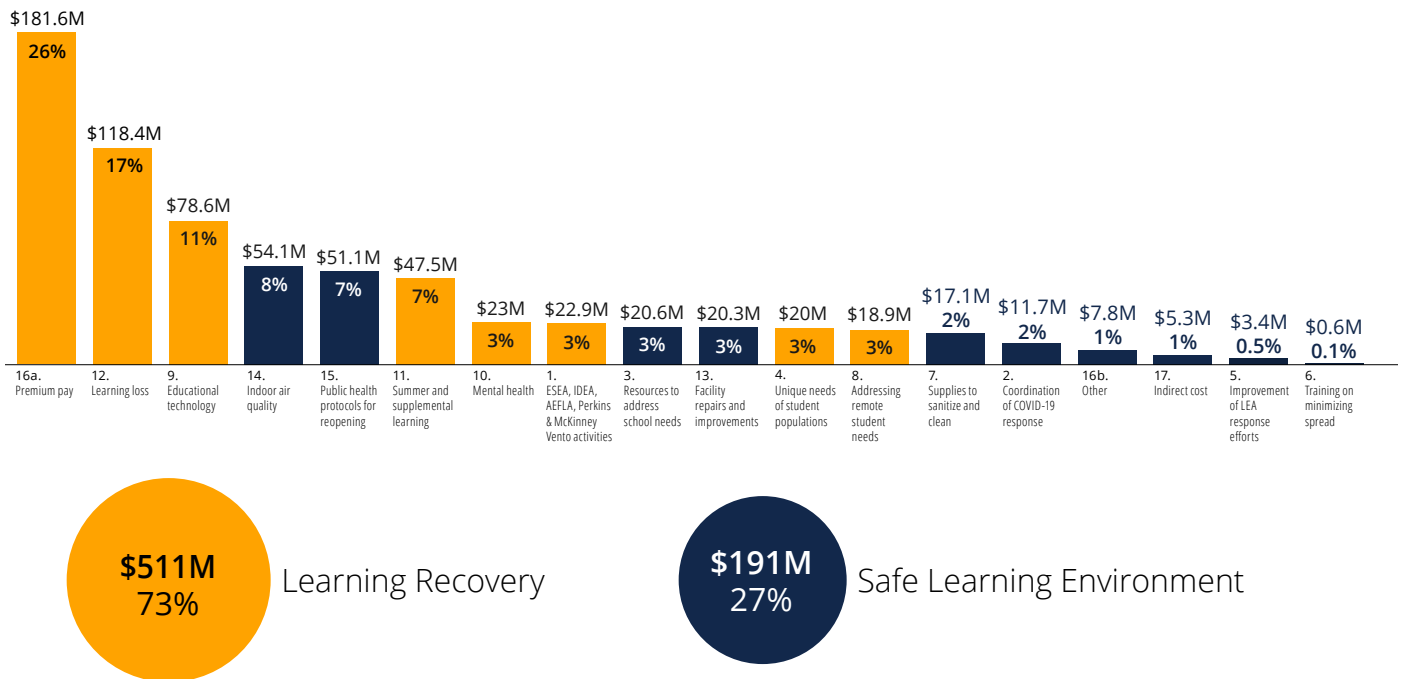 $181.6M
26%
$118.4M
17%
$78.6M
11%
$54.1M
8%
$51.1M
7%
$47.5M
7%
$23M
3%
$22.9M
3%
$20.6M
3%
$20.3M
3%
$20M
3%
$18.9M
3%
$17.1M
2%
$11.7M
2%
$7.8M
1%
$5.3M
1%
$3.4M
0.5%
$0.6M
0.1%
16a.
Premium pay
12.
Learning loss
9.
Educational
technology
14.
Indoor air
quality
15.
Public health
protocols for
reopening
11.
Summer and
supplemental
learning
10.
Mental health
1.
ESEA, IDEA,
AEFLA, Perkins
& McKinney
Vento activities
3.
Resources to
address
school needs
13.
Facility
repairs and
improvements
4.
Unique needs
of student
populations
8.
Addressing
remote
student
needs
7.
Supplies to
sanitize and
clean
2.
Coordination
of COVID-19
response
16b.
Other
17.
Indirect cost
5.
Improvement
of LEA
response
efforts
6.
Training on
minimizing
spread
$511M
73%
Learning Recovery
$191M
27%
Safe Learning Environment